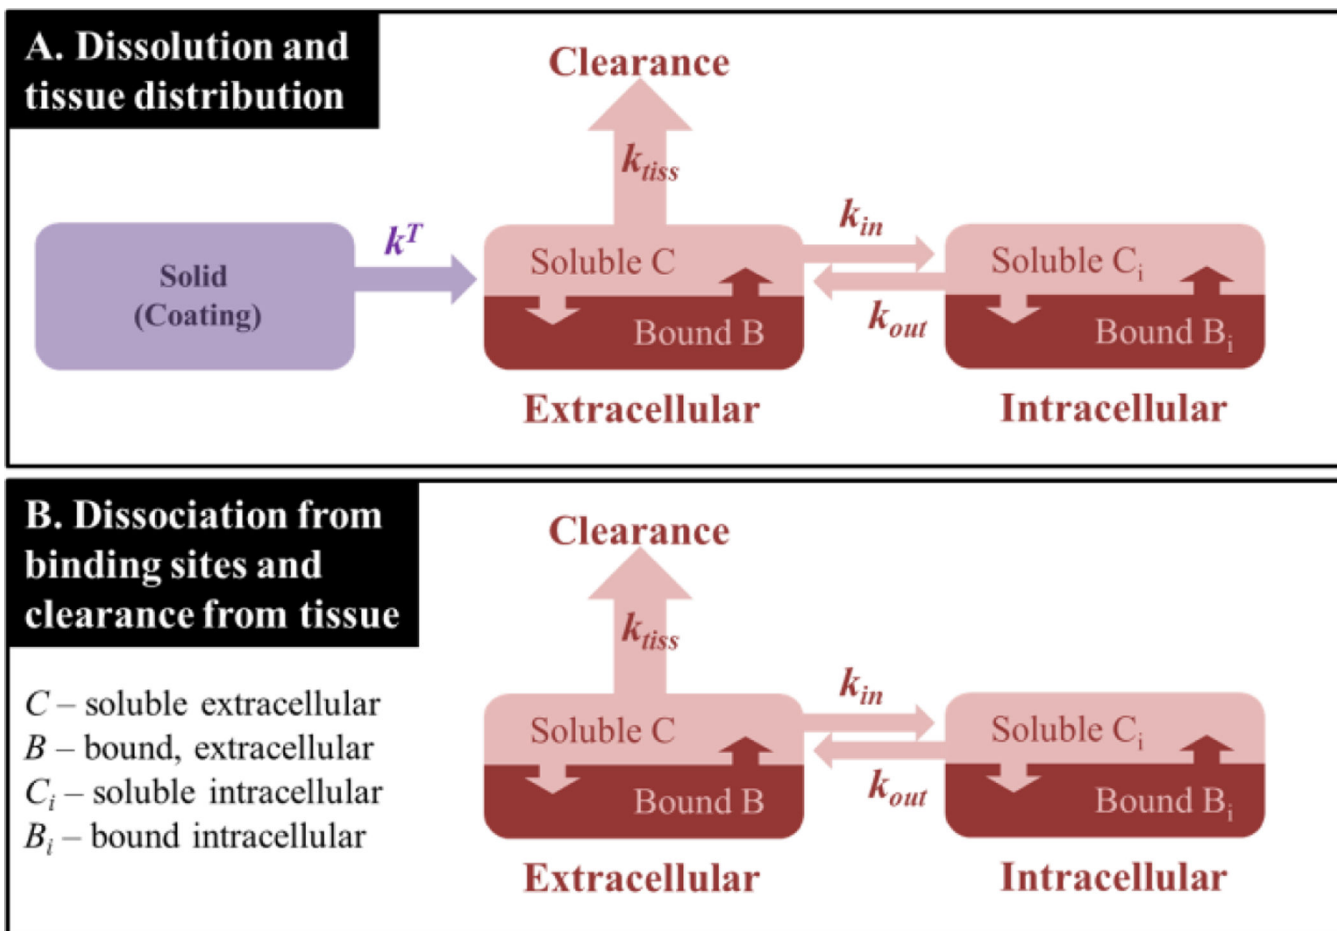 A. Dissolution and
tissue distribution
Clearance
k_tiss
k^T
k_in
Solid
(Coating)
Soluble C
Soluble C_i
k_out
Bound B
Bound B_i
Extracellular
Intracellular
B. Dissociation from
binding sites and
clearance from tissue
Clearance
k_tiss
C – soluble extracellular
B – bound, extracellular
C_i – soluble intracellular
B_i – bound intracellular
k_in
Soluble C
Soluble C_i
k_out
Bound B
Bound B_i
Extracellular
Intracellular